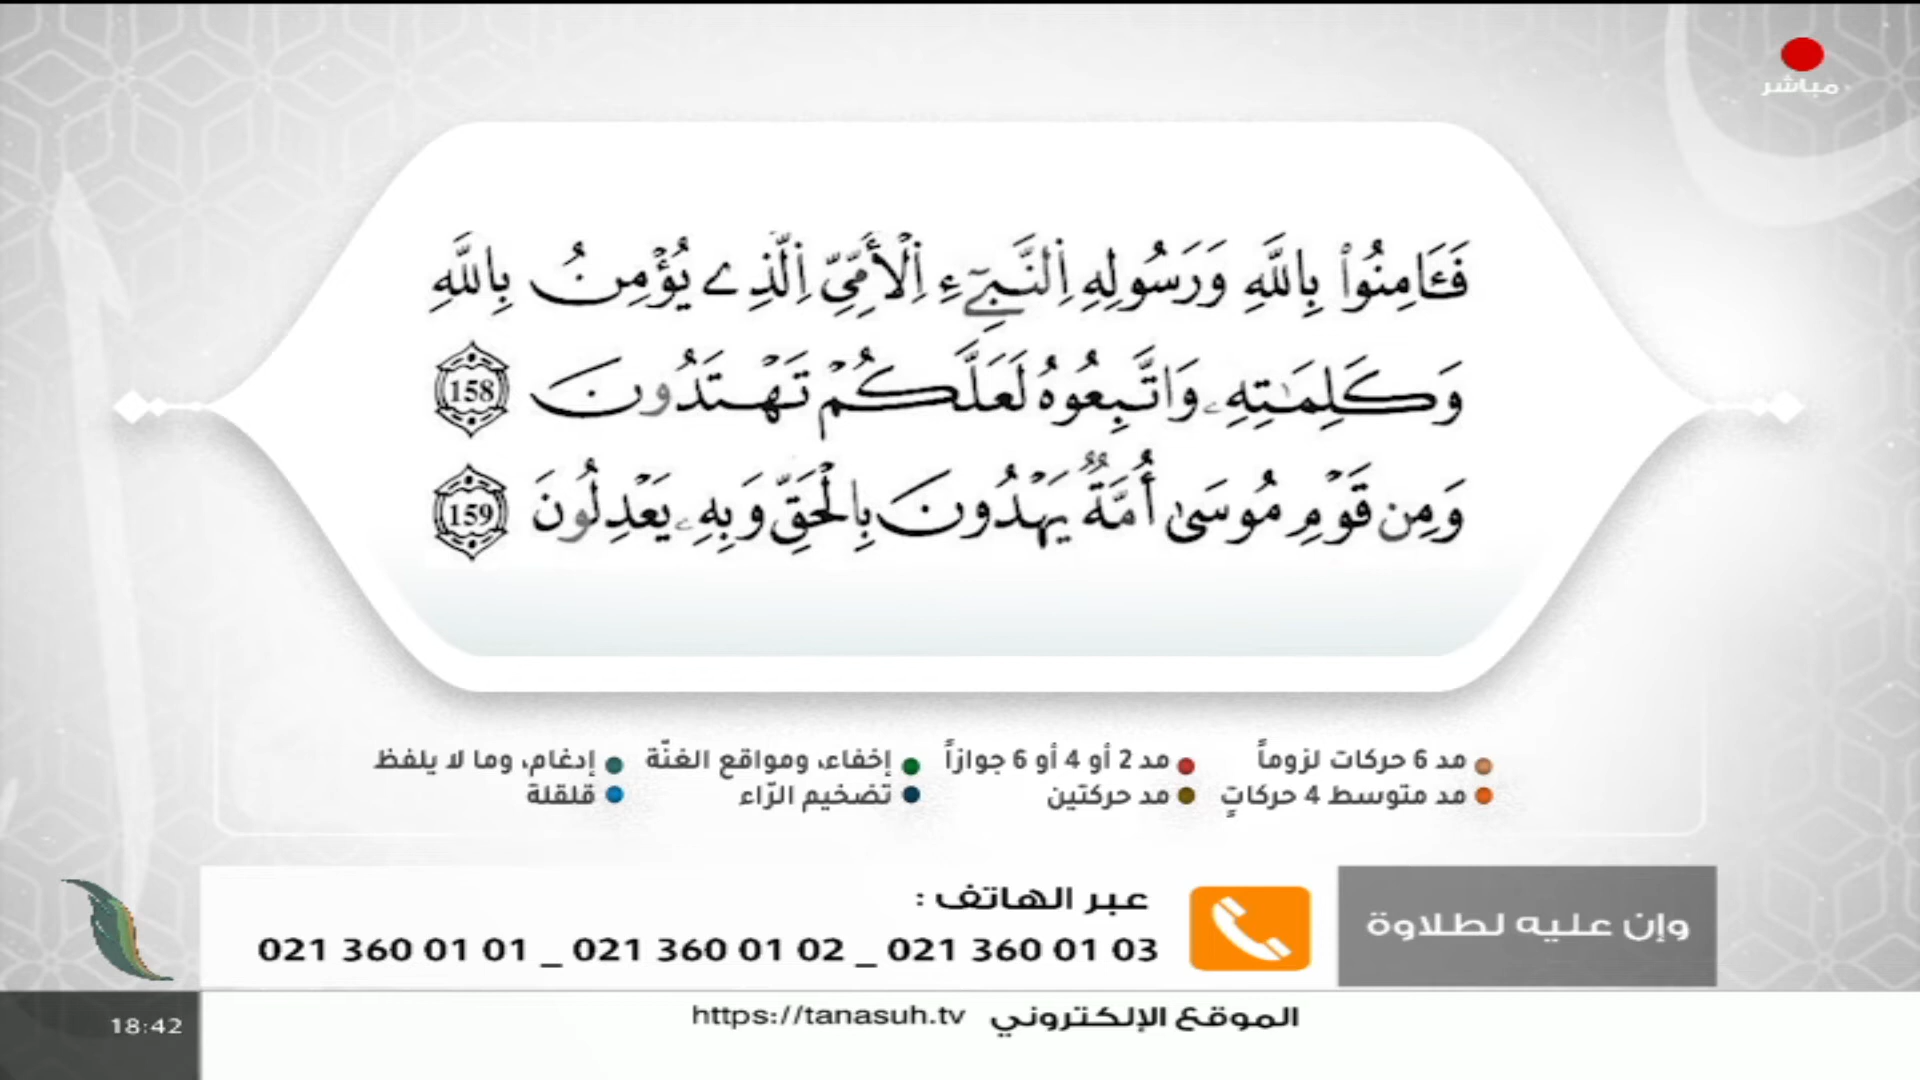 مباشر
فَـَٔامِنُواْ بِاللَّهِ وَرَسُولِهِ اِلنَّبِےٓءِ اِلْأُمِّيِّ اِلَّذِے يُؤْمِنُ بِاللَّهِ
وَكَلِمَٰتِهِۦ وَاتَّبِعُوهُ لَعَلَّكُمْ تَهْتَدُونَ 158
وَمِن قَوْمِ مُوسَىٰ أُمَّةٌ يَهْدُونَ بِالْحَقِّ وَبِهِۦ يَعْدِلُونَ 159
مد 6 حركات لزوماً مد 2 أو 4 أو 6 جوازاً إخفاء، ومواقع الغنّة إدغام، وما لا يلفظ
مد متوسط 4 حركاتٍ مد حركتين تضخيم الرّاء قلقلة
وإن عليه لطلاوة
عبر الهاتف :
021 360 01 01 _ 021 360 01 02 _ 021 360 01 03
الموقع الإلكتروني https://tanasuh.tv
18:42